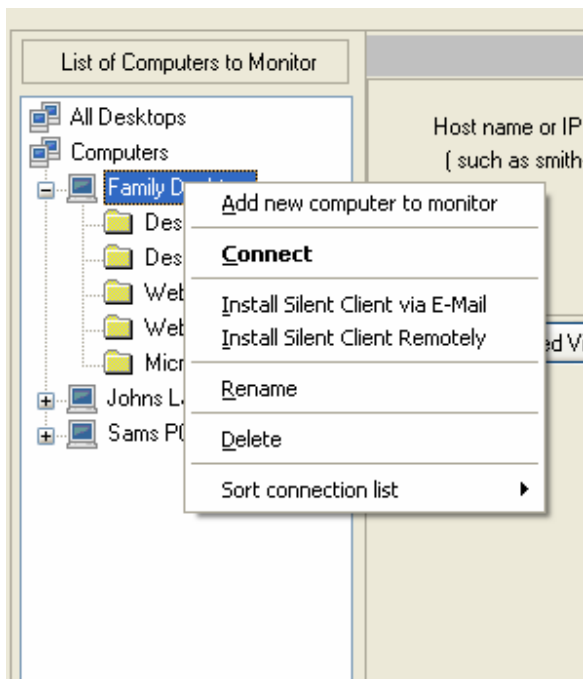 List of Computers to Monitor
All Desktops
Computers
Family D
Des
Des
Web
Web
Micr
Johns L
Sams P
Host name or IP
( such as smith
ed Vi
Add new computer to monitor
Connect
Install Silent Client via E-Mail
Install Silent Client Remotely
Rename
Delete
Sort connection list